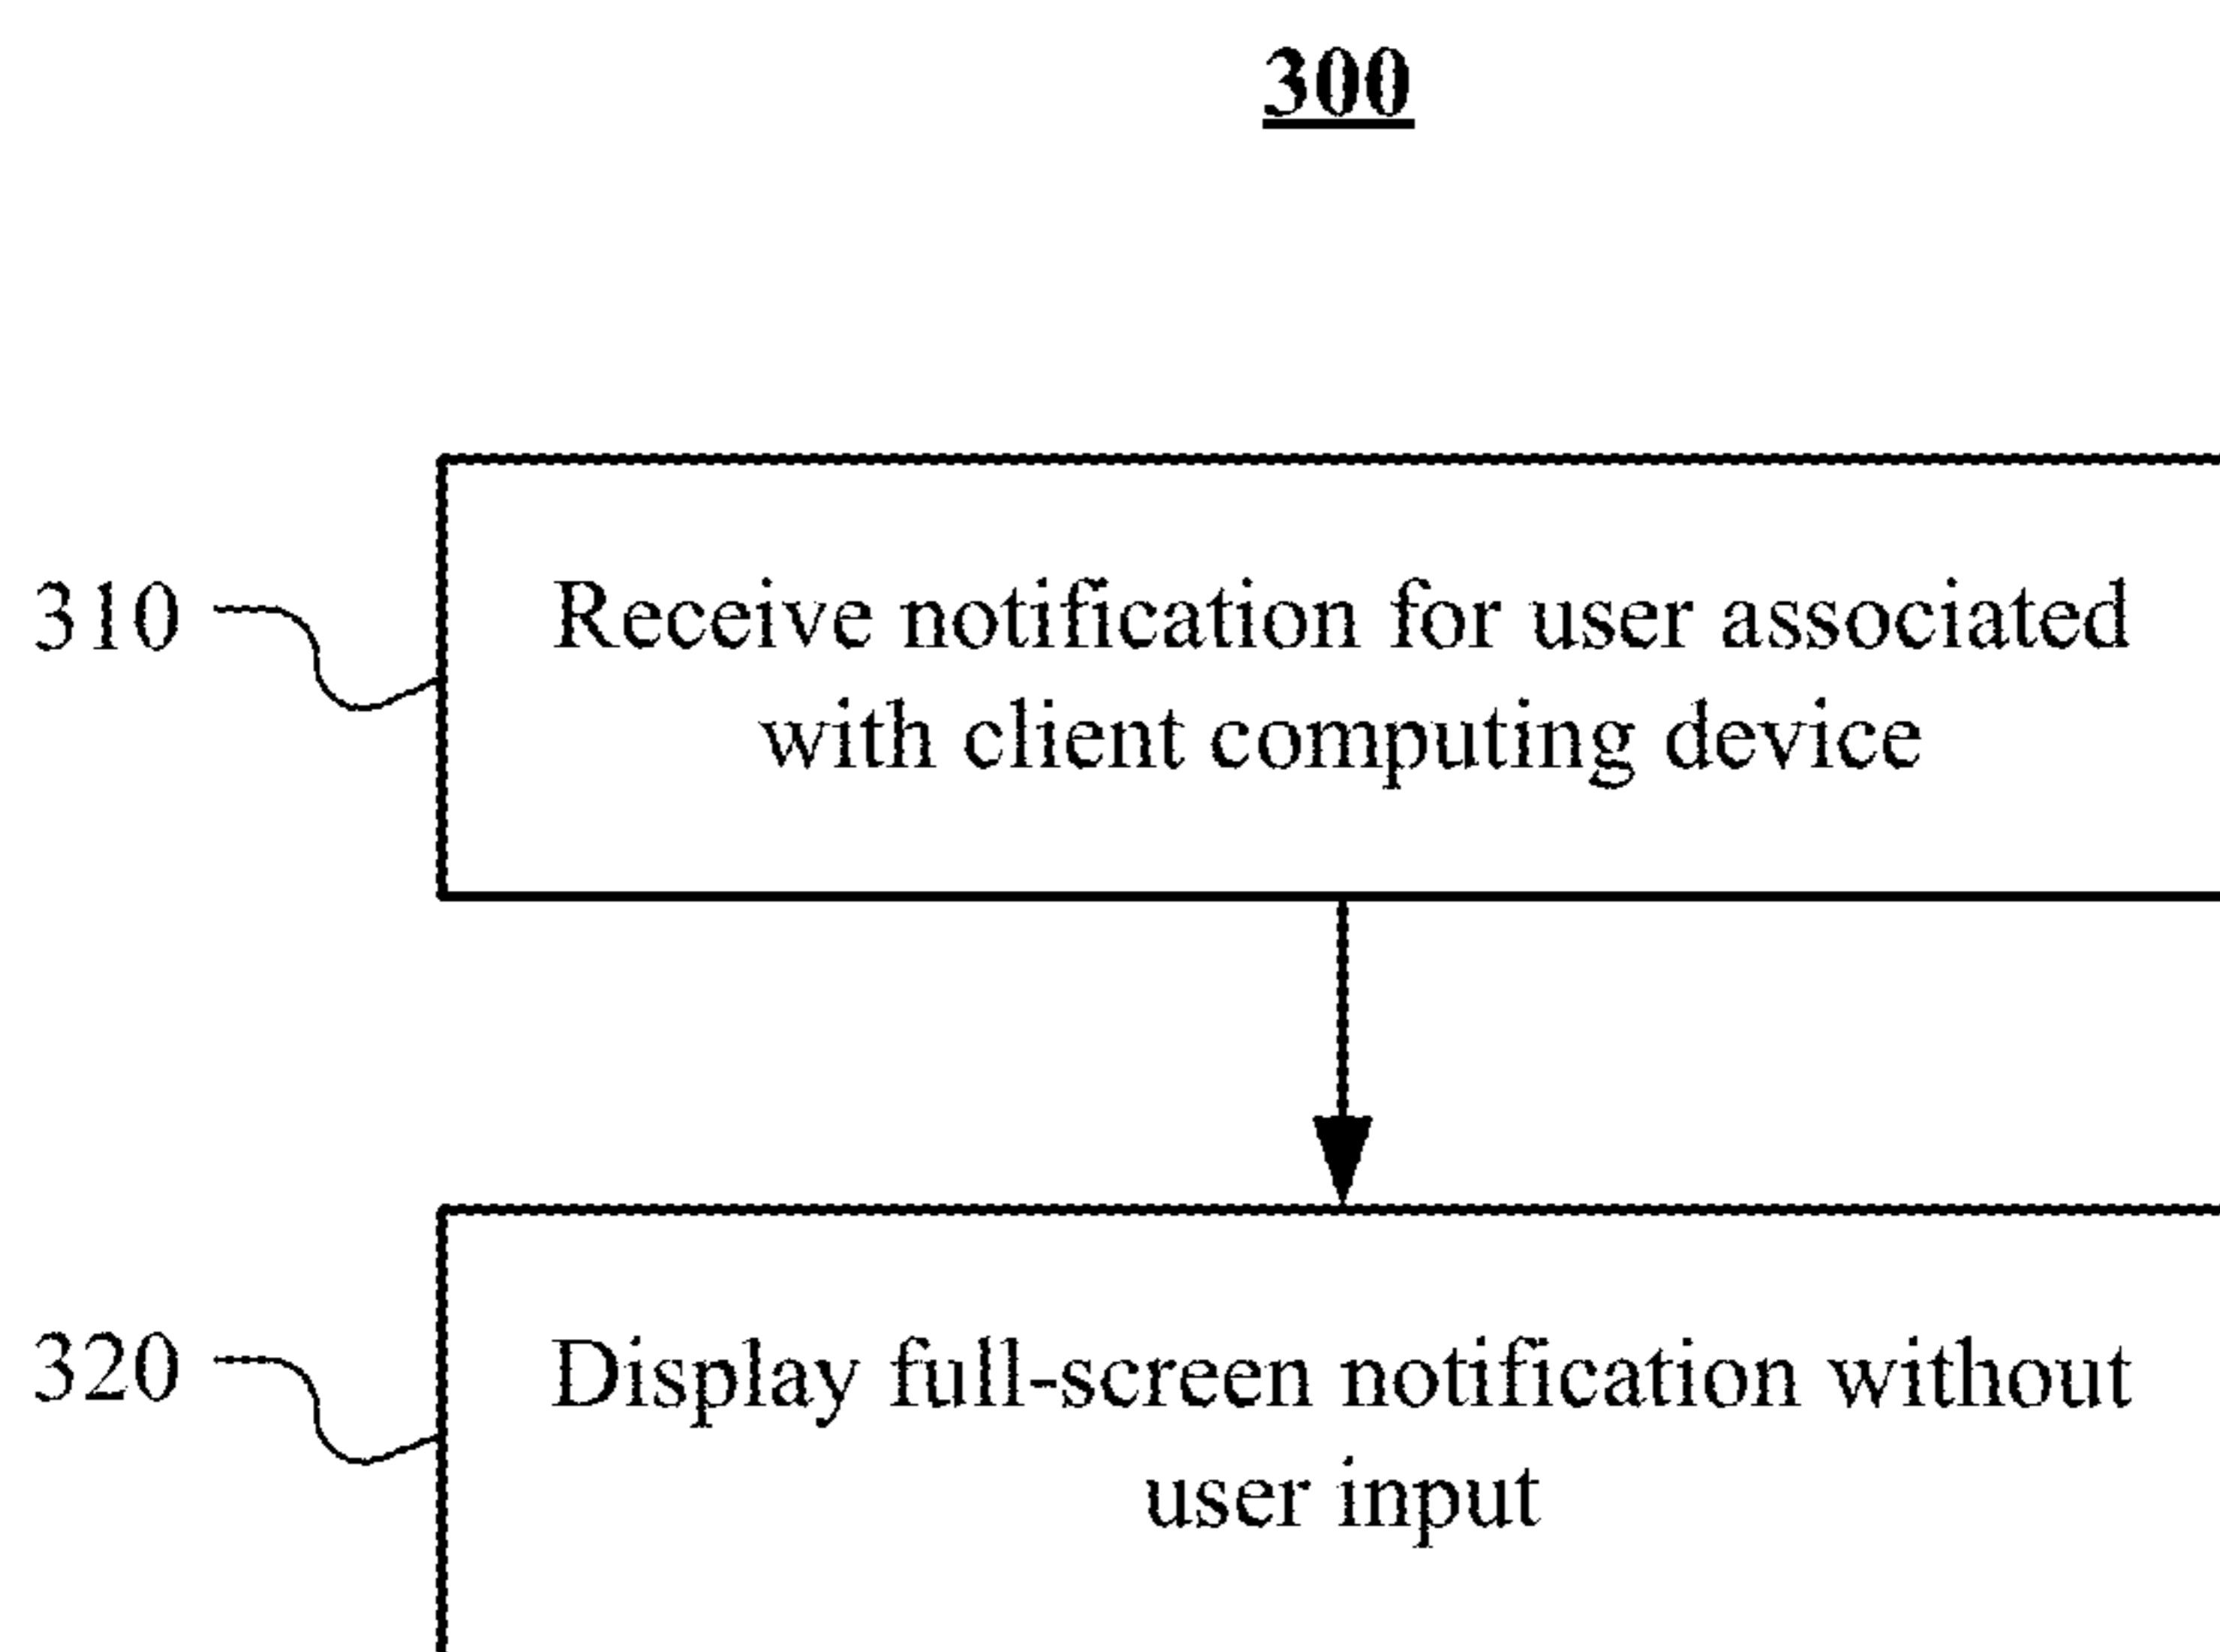 300
310
Receive notification for user associated
with client computing device
320
Display full-screen notification without
user input